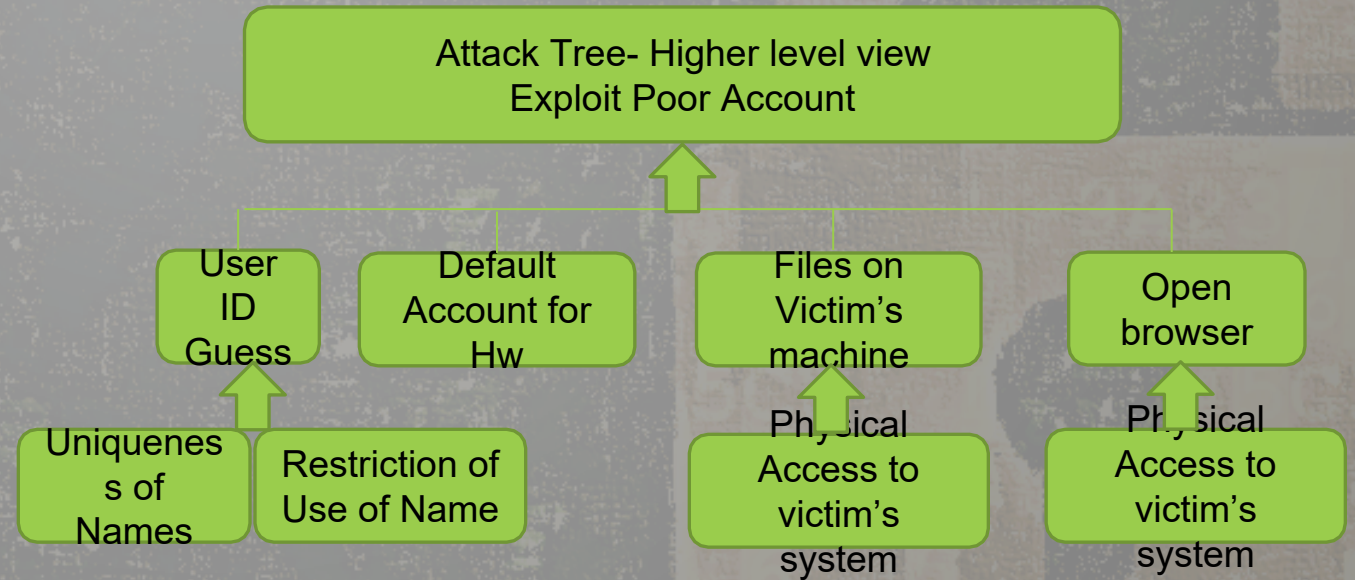 Attack Tree- Higher level view
Exploit Poor Account
User
ID
Guess
Default
Account for
Hw
Files on
Victim’s
machine
Open
browser
Uniquenes
s of
Names
Restriction of
Use of Name
Physical
Access to
victim’s
system
Physical
Access to
victim’s
system